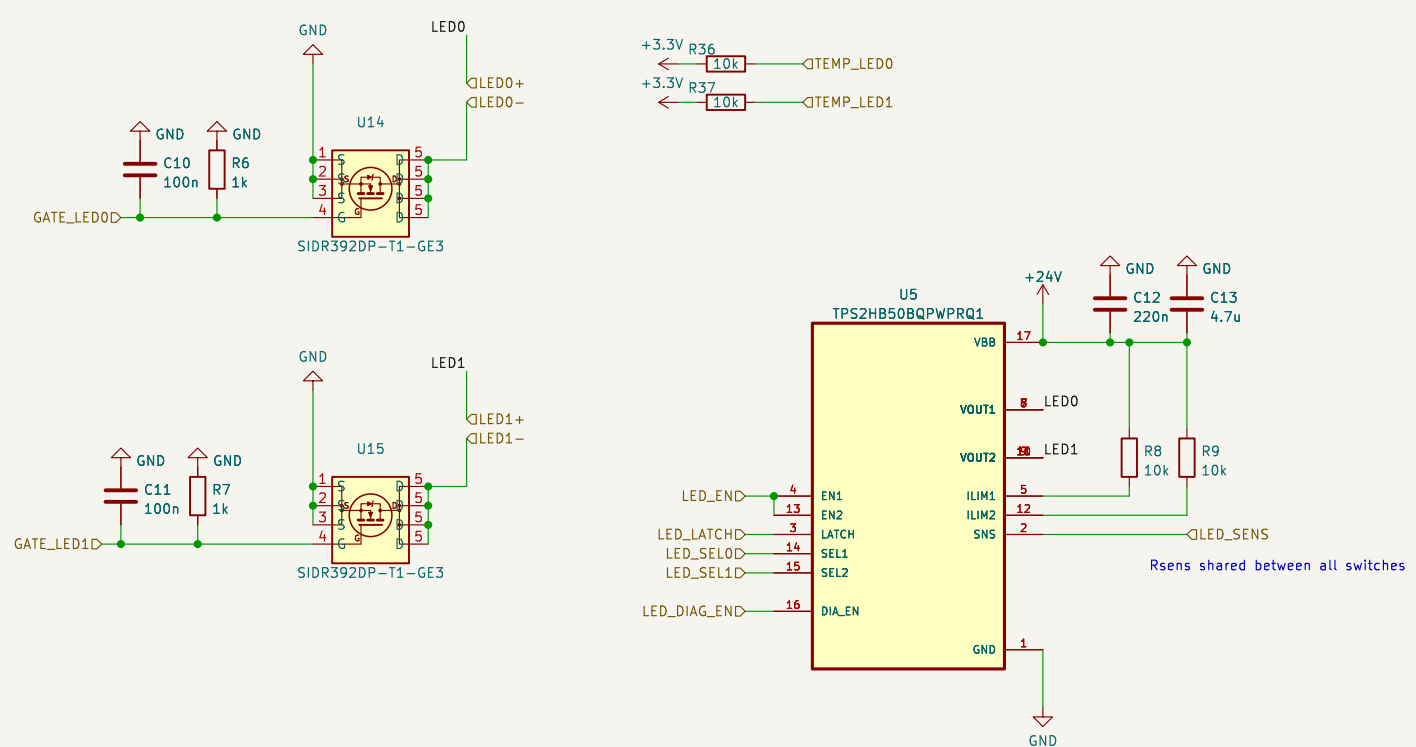 GND
LED0
LED0+
LED0-
U14
GND
GND
C10
100n
R6
1k
GATE_LED0
1
2
3
4
S
S
S
G
S
D
G
D
D
D
D
5
5
5
5
SIDR392DP-T1-GE3
+3.3V
R36
10k
TEMP_LED0
+3.3V
R37
10k
TEMP_LED1
GND
LED1
LED1+
LED1-
U15
GND
GND
C11
100n
R7
1k
GATE_LED1
1
2
3
4
S
S
S
G
S
D
G
D
D
D
D
5
5
5
5
SIDR392DP-T1-GE3
U5
TPS2HB50BQPWPRQ1
+24V
GND
GND
C12
220n
C13
4.7u
VBB
17
VOUT1
LED0
VOUT2
LED1
R8
10k
R9
10k
LED_EN
4
EN1
ILIM1
5
13
EN2
ILIM2
12
LED_LATCH
3
LATCH
SNS
2
LED_SENS
LED_SEL0
14
SEL1
LED_SEL1
15
SEL2
Rsens shared between all switches
LED_DIAG_EN
16
DIA_EN
GND
1
GND